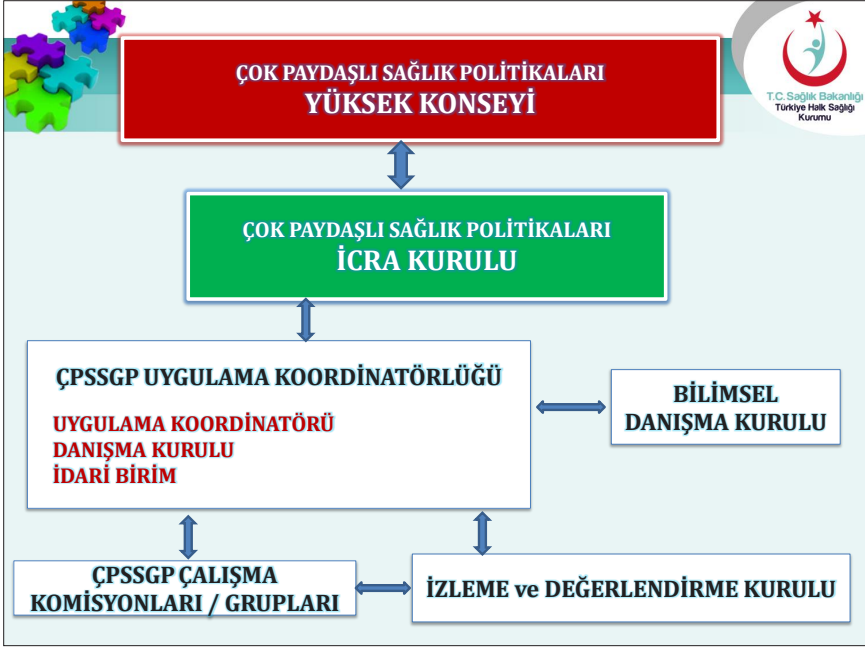 ÇOK PAYDAŞLI SAĞLIK POLİTİKALARI
YÜKSEK KONSEYİ
T.C. Sağlık Bakanlığı
Türkiye Halk Sağlığı
Kurumu
ÇOK PAYDAŞLI SAĞLIK POLİTİKALARI
İCRA KURULU
ÇPSSGP UYGULAMA KOORDİNATÖRLÜĞÜ
UYGULAMA KOORDİNATÖRÜ
DANIŞMA KURULU
İDARİ BİRİM
BİLİMSEL
DANIŞMA KURULU
ÇPSSGP ÇALIŞMA
KOMİSYONLARI / GRUPLARI
İZLEME ve DEĞERLENDİRME KURULU